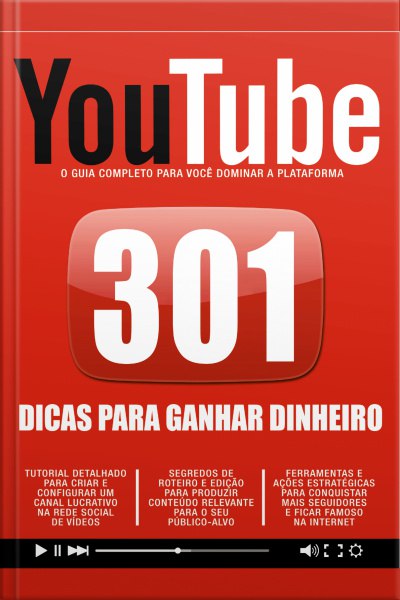 YouTube
O GUIA COMPLETO PARA VOCÊ DOMINAR A PLATAFORMA
301
DICAS PARA GANHAR DINHEIRO
TUTORIAL DETALHADO
PARA CRIAR E
CONFIGURAR UM
CANAL LUCRATIVO
NA REDE SOCIAL
DE VÍDEOS
SEGREDOS DE
ROTEIRO E EDIÇÃO
PARA PRODUZIR
CONTEÚDO RELEVANTE
PARA O SEU
PÚBLICO-ALVO
FERRAMENTAS E
AÇÕES ESTRATÉGICAS
PARA CONQUISTAR
MAIS SEGUIDORES
E FICAR FAMOSO
NA INTERNET